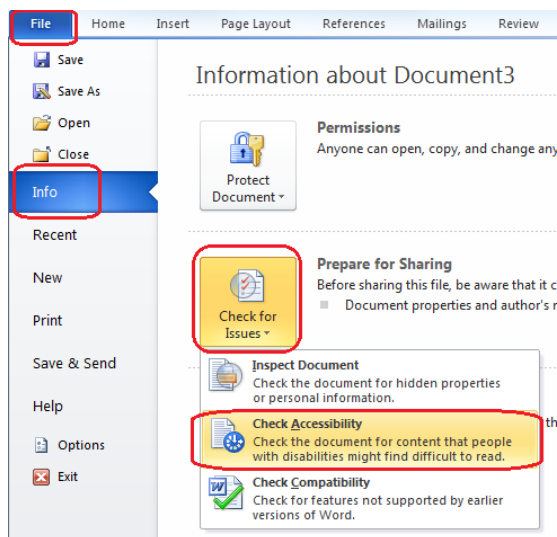 File Home Insert Page Layout References Mailings Review
Save
Save As
Open
Close
Info
Recent
New
Print
Save & Send
Help
Options
Exit
Information about Document3
Protect
Document
Permissions
Anyone can open, copy, and change any
Check for
Issues
Prepare for Sharing
Before sharing this file, be aware that it c
Document properties and author's
Inspect Document
Check the document for hidden properties
or personal information.
Check Accessibility
Check the document for content that people
with disabilities might find difficult to read.
th
Check Compatibility
Check for features not supported by earlier
versions of Word.